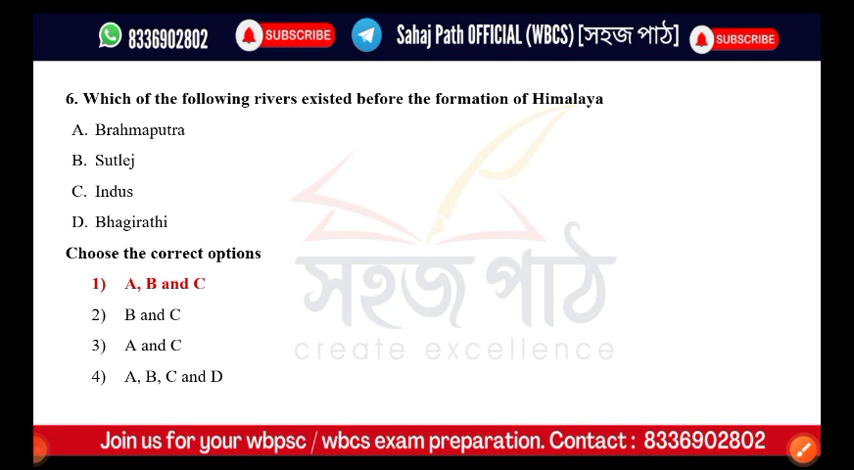 8336902802 SUBSCRIBE Sahaj Path OFFICIAL (WBCS) [সহজ পাঠ] SUBSCRIBE
6. Which of the following rivers existed before the formation of Himalaya
A. Brahmaputra
B. Sutlej
C. Indus
D. Bhagirathi
Choose the correct options
1) A, B and C
2) B and C
3) A and C
4) A, B, C and D
সহজ পাঠ
create excellence
Join us for your wbpsc / wbcs exam preparation. Contact : 8336902802